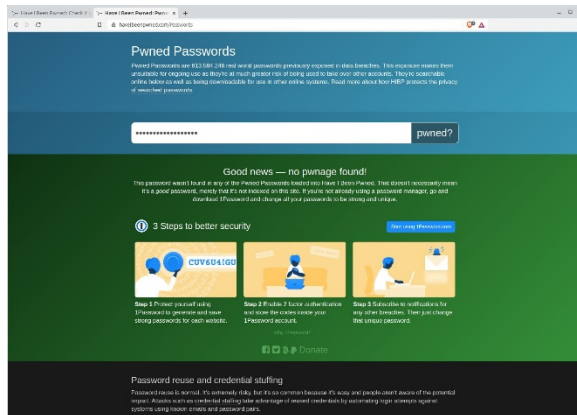 Have I Been Pwned: Check if
Have I Been Pwned: Pwned
haveibeenpwned.com/Passwords
Pwned Passwords
Pwned Passwords are 613,584,246 real world passwords previously exposed in data breaches. This exposure makes them
unsuitable for ongoing use as they're at much greater risk of being used to take over other accounts. They're searchable
online below as well as being downloadable for use in other online systems. Read more about how HIBP protects the privacy
of searched passwords.
pwned?
Good news — no pwnage found!
This password wasn't found in any of the Pwned Passwords loaded into Have I Been Pwned. That doesn't necessarily mean
it's a good password, merely that it's not indexed on this site. If you're not already using a password manager, go and
download 1Password and change all your passwords to be strong and unique.
3 Steps to better security
Start using 1Password.com
CUV6U4!GU
Step 1 Protect yourself using
1Password to generate and save
strong passwords for each website.
Step 2 Enable 2 factor authentication
and store the codes inside your
1Password account.
Step 3 Subscribe to notifications for
any other breaches. Then just change
that unique password.
Why 1Password?
Donate
Password reuse and credential stuffing
Password reuse is normal. It's extremely risky, but it's so common because it's easy and people aren't aware of the potential
impact. Attacks such as credential stuffing take advantage of reused credentials by automating login attempts against
systems using known emails and password pairs.